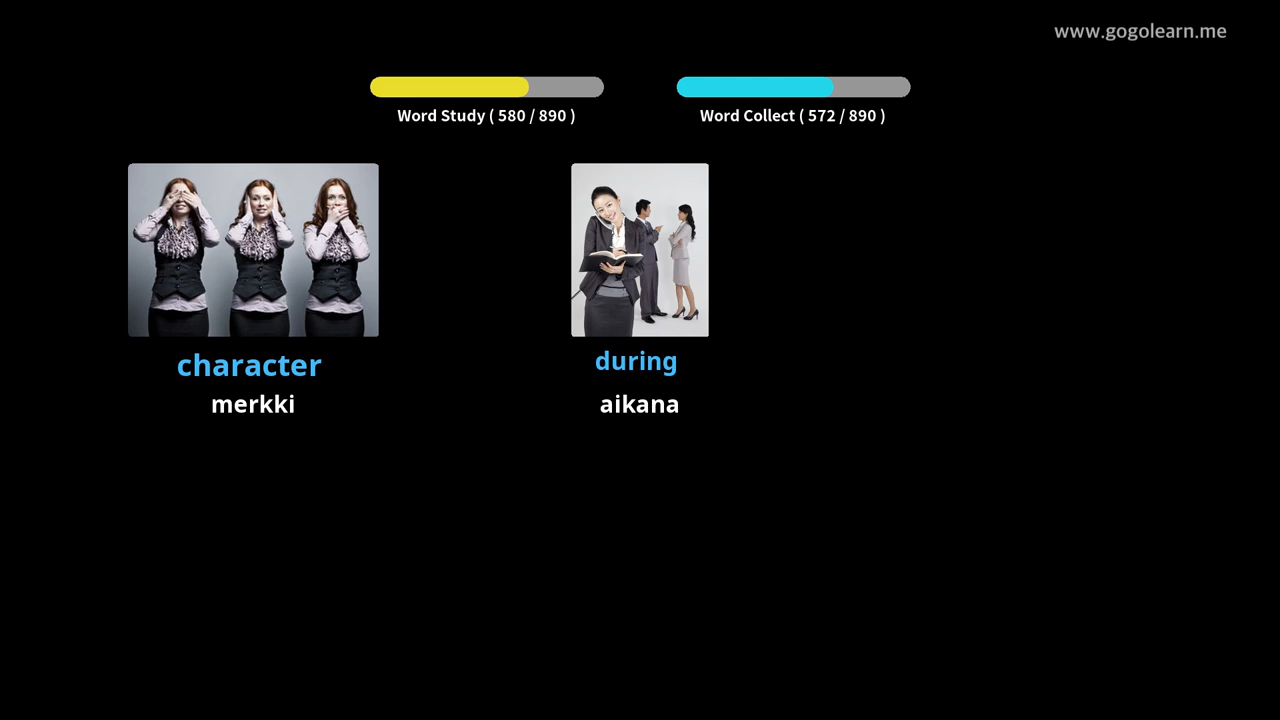 www.gogolearn.me
Word Study ( 580 / 890 )
Word Collect ( 572 / 890 )
character
merkki
during
aikana